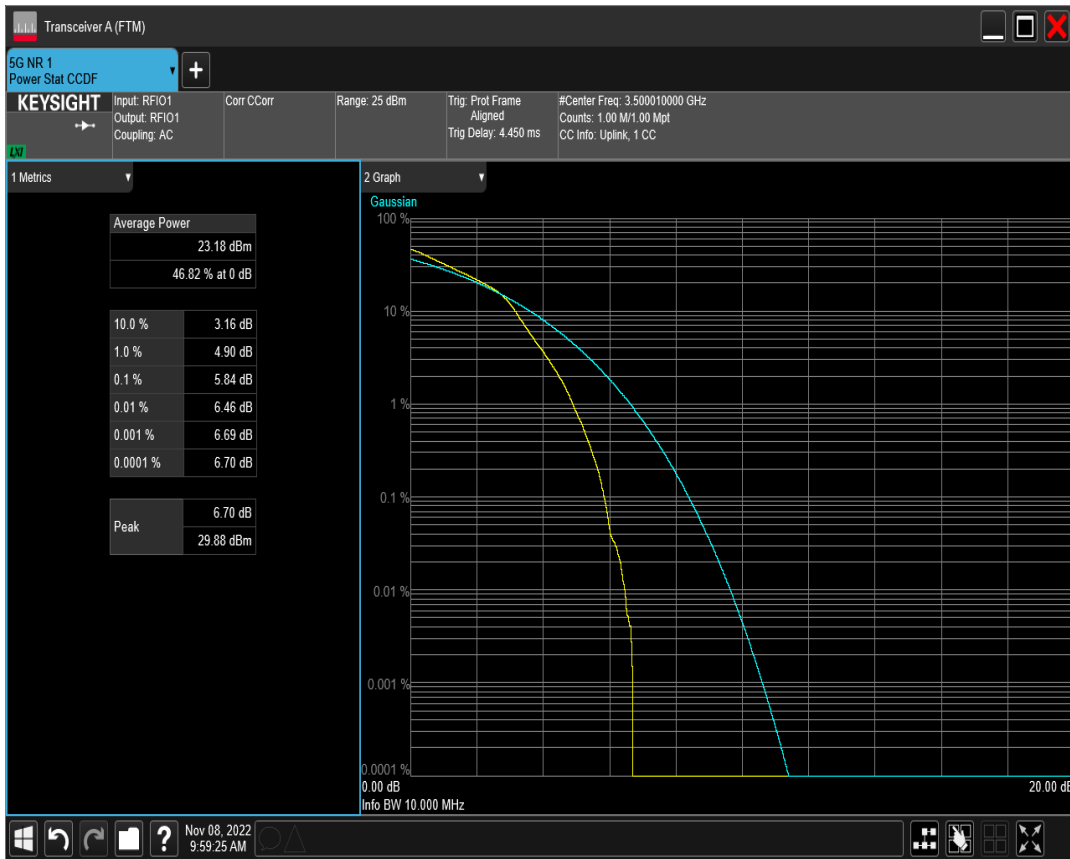 Transceiver A (FTM)
5G NR 1
Power Stat CCDF
+
KEYSIGHT
LXI
Input: RFIO1
Output: RFIO1
Coupling: AC
Corr CCorr
Range: 25 dBm
Trig: Prot Frame
Aligned
Trig Delay: 4.450 ms
#Center Freq: 3.500010000 GHz
Counts: 1.00 M/1.00 Mpt
CC Info: Uplink, 1 CC
1 Metrics
Average Power
23.18 dBm
46.82 % at 0 dB
10.0 % 3.16 dB
1.0 % 4.90 dB
0.1 % 5.84 dB
0.01 % 6.46 dB
0.001 % 6.69 dB
0.0001 % 6.70 dB
Peak 6.70 dB
29.88 dBm
2 Graph
Gaussian
100 %
10 %
1 %
0.1 %
0.01 %
0.001 %
0.0001 %
0.00 dB 20.00 dB
Info BW 10.000 MHz
? Nov 08, 2022
9:59:25 AM